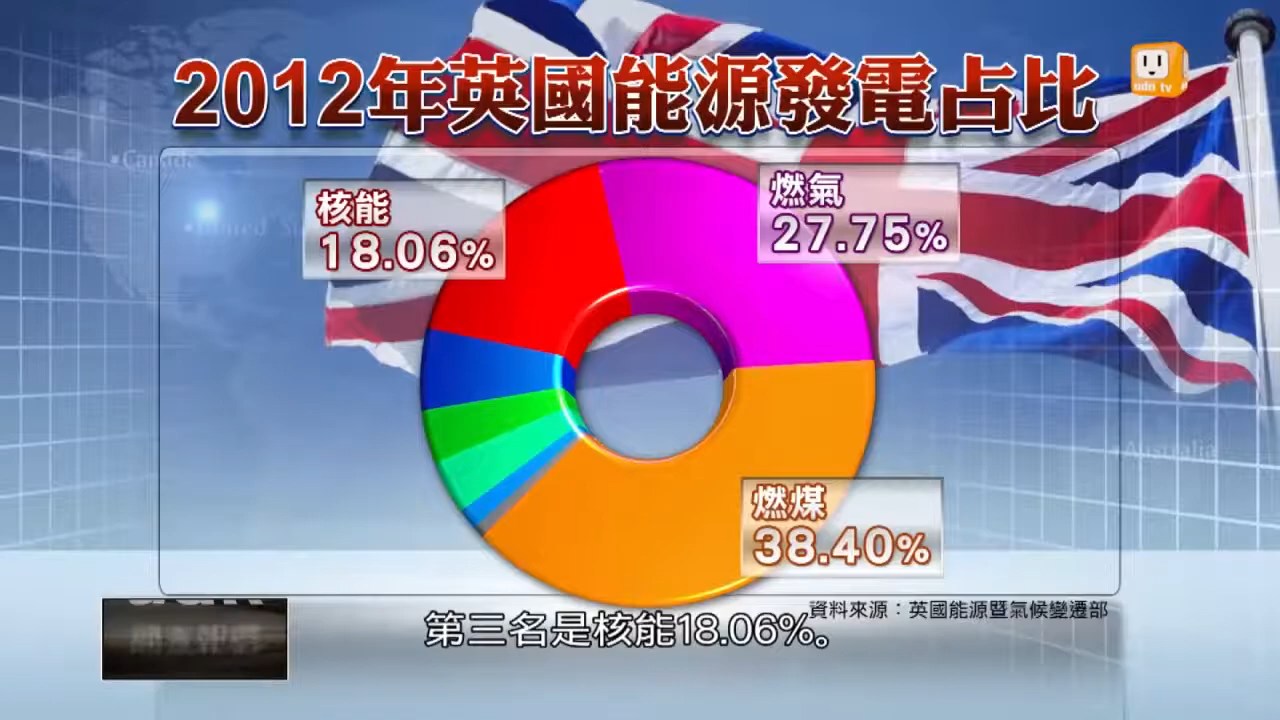 2012年英國能源發電占比
udn tv
Canada
核能
18.06%
燃氣
27.75%
Australia
燃煤
38.40%
資料來源：英國能源暨氣候變遷部
第三名是核能18.06%。